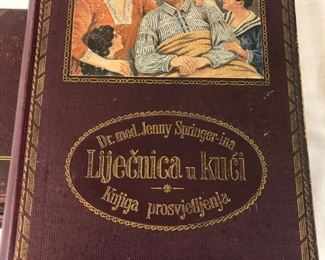 Dr. med. Jenny Springer-ina
Liječnica u kući
Knjiga prosvjetljenja